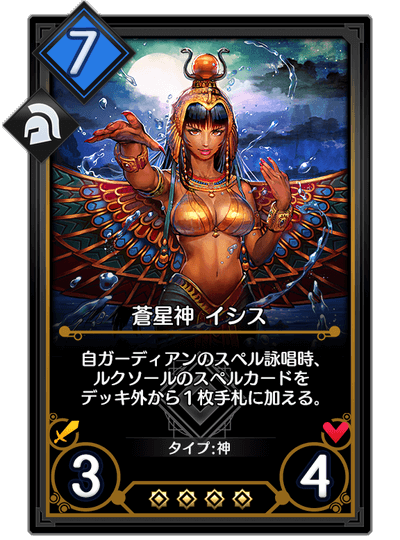 7
蒼星神 イシス
自ガーディアンのスペル詠唱時、
ルクソールのスペルカードを
デッキ外から1枚手札に加える。
タイプ:神
3
4